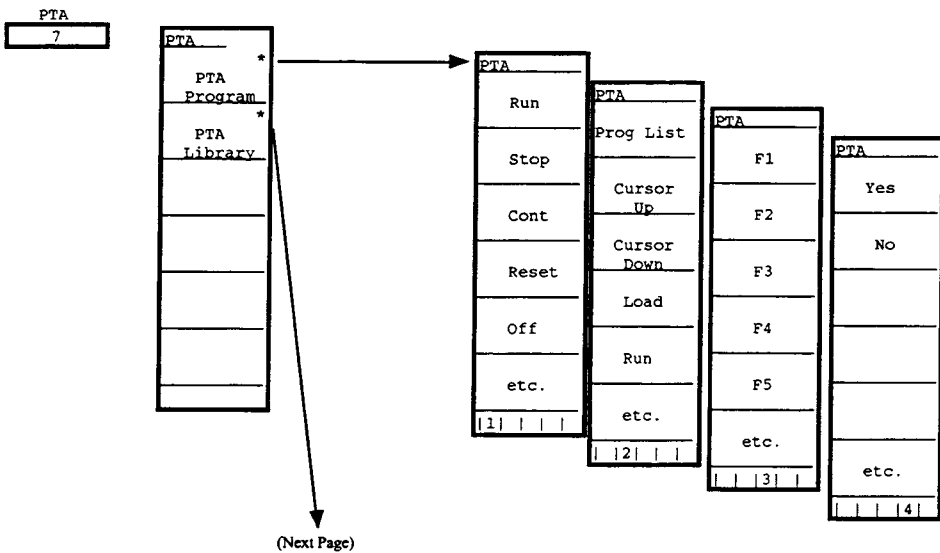 PTA
7
PTA
*
PTA
Program
*
PTA
Library
PTA
Run
Stop
Cont
Reset
Off
etc.
|1| | | |
PTA
Prog List
Cursor
Up
Cursor
Down
Load
Run
etc.
| |2| | |
PTA
F1
F2
F3
F4
F5
etc.
| | |3| |
PTA
Yes
No
etc.
| | | |4|
(Next Page)